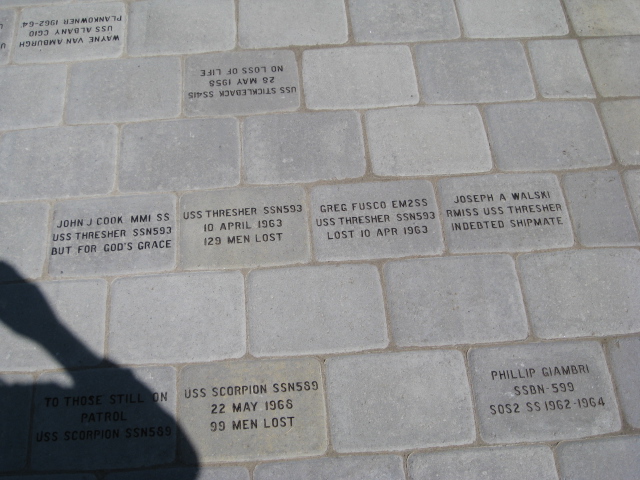 WAYNE VAN AMBURGH
USS ALBANY CG10
PLANKOWNER 1962-64
USS STICKLEBACK SS415
28 MAY 1958
NO LOSS OF LIFE
JOHN J COOK MM1 SS
USS THRESHER SSN593
BUT FOR GOD'S GRACE
USS THRESHER SSN593
10 APRIL 1963
129 MEN LOST
GREG FUSCO EM2SS
USS THRESHER SSN593
LOST 10 APR 1963
JOSEPH A WALSKI
RM1SS USS THRESHER
INDEBTED SHIPMATE
TO THOSE STILL ON
PATROL
USS SCORPION SSN589
USS SCORPION SSN589
22 MAY 1968
99 MEN LOST
PHILLIP GIAMBRI
SSBN-599
SOS2 SS 1962-1964